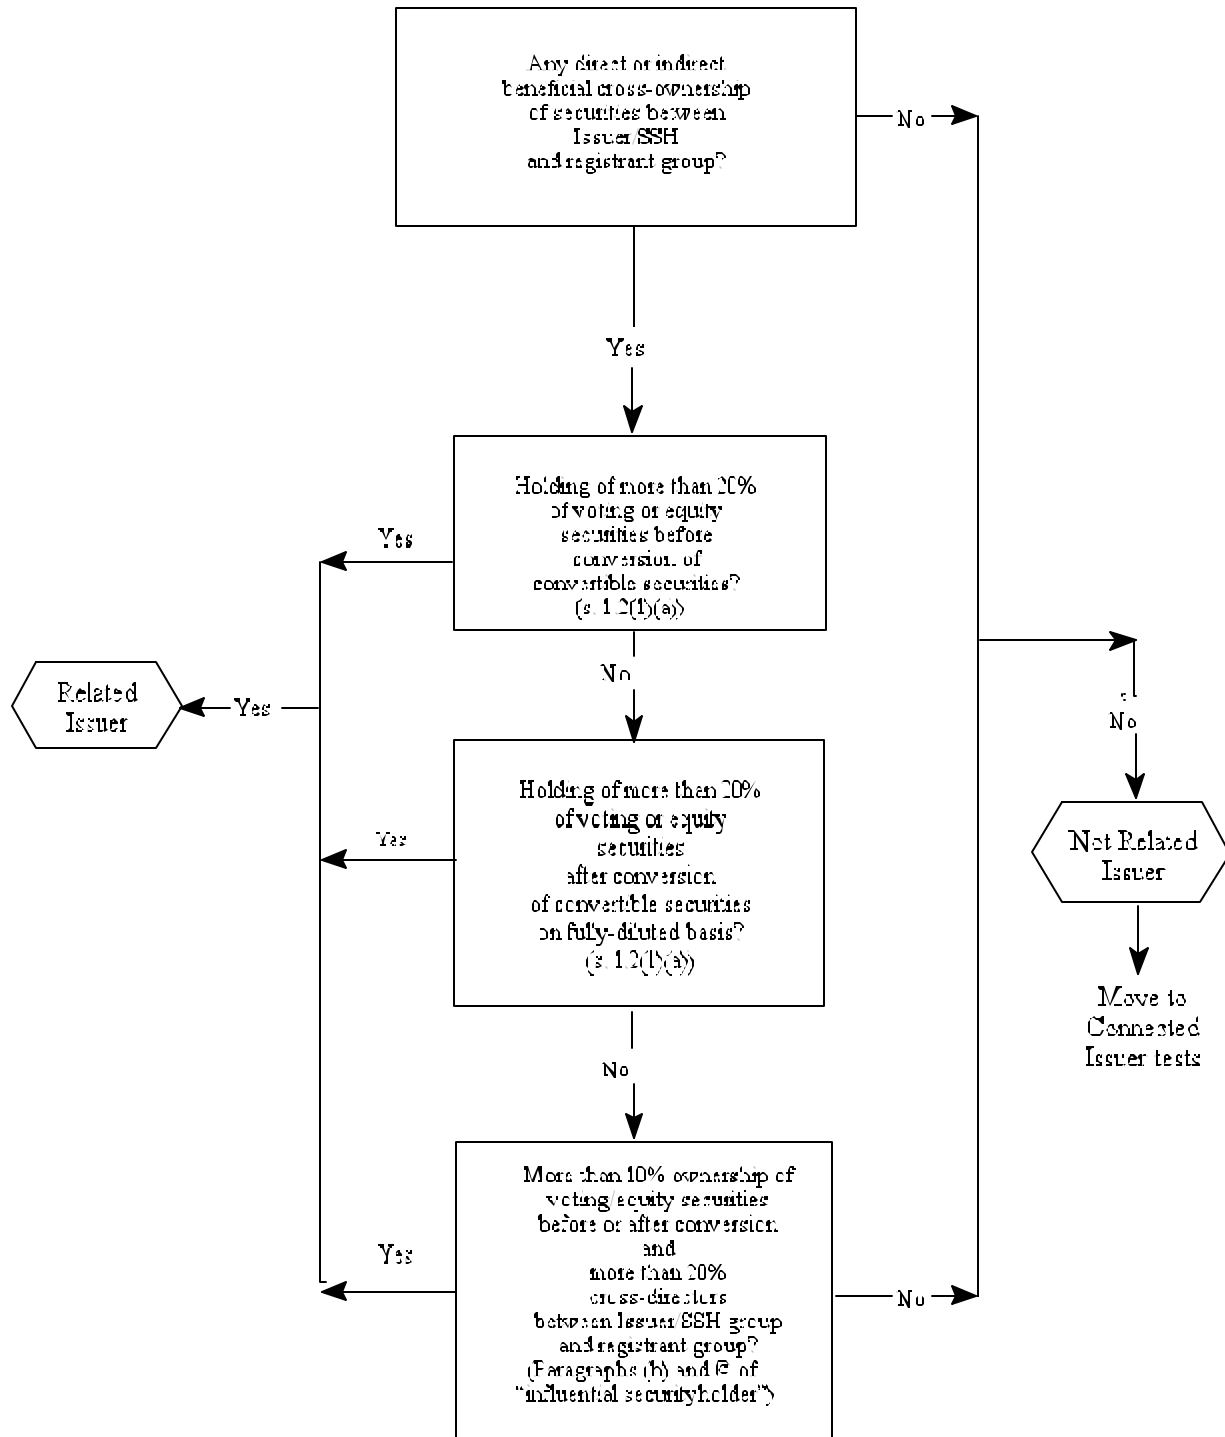 Any direct or indirect
beneficial cross-ownership
of securities between
Issuer/SSH
and registrant group?
No
Yes
Holding of more than 20%
of voting or equity
securities before
conversion of
convertible securities?
(s. 1.2(1)(a))
Yes
No
Related
Issuer
Yes
No
Holding of more than 20%
of voting or equity
securities
after conversion
of convertible securities
on fully-diluted basis?
(s. 1.2(1)(a))
Yes
Not Related
Issuer
Move to
Connected
Issuer tests
No
More than 10% ownership of
voting/equity securities
before or after conversion
and
more than 20%
cross-directors
between Issuer/SSH group
and registrant group?
(Paragraphs (b) and © of
“influential securityholder”)
Yes
No